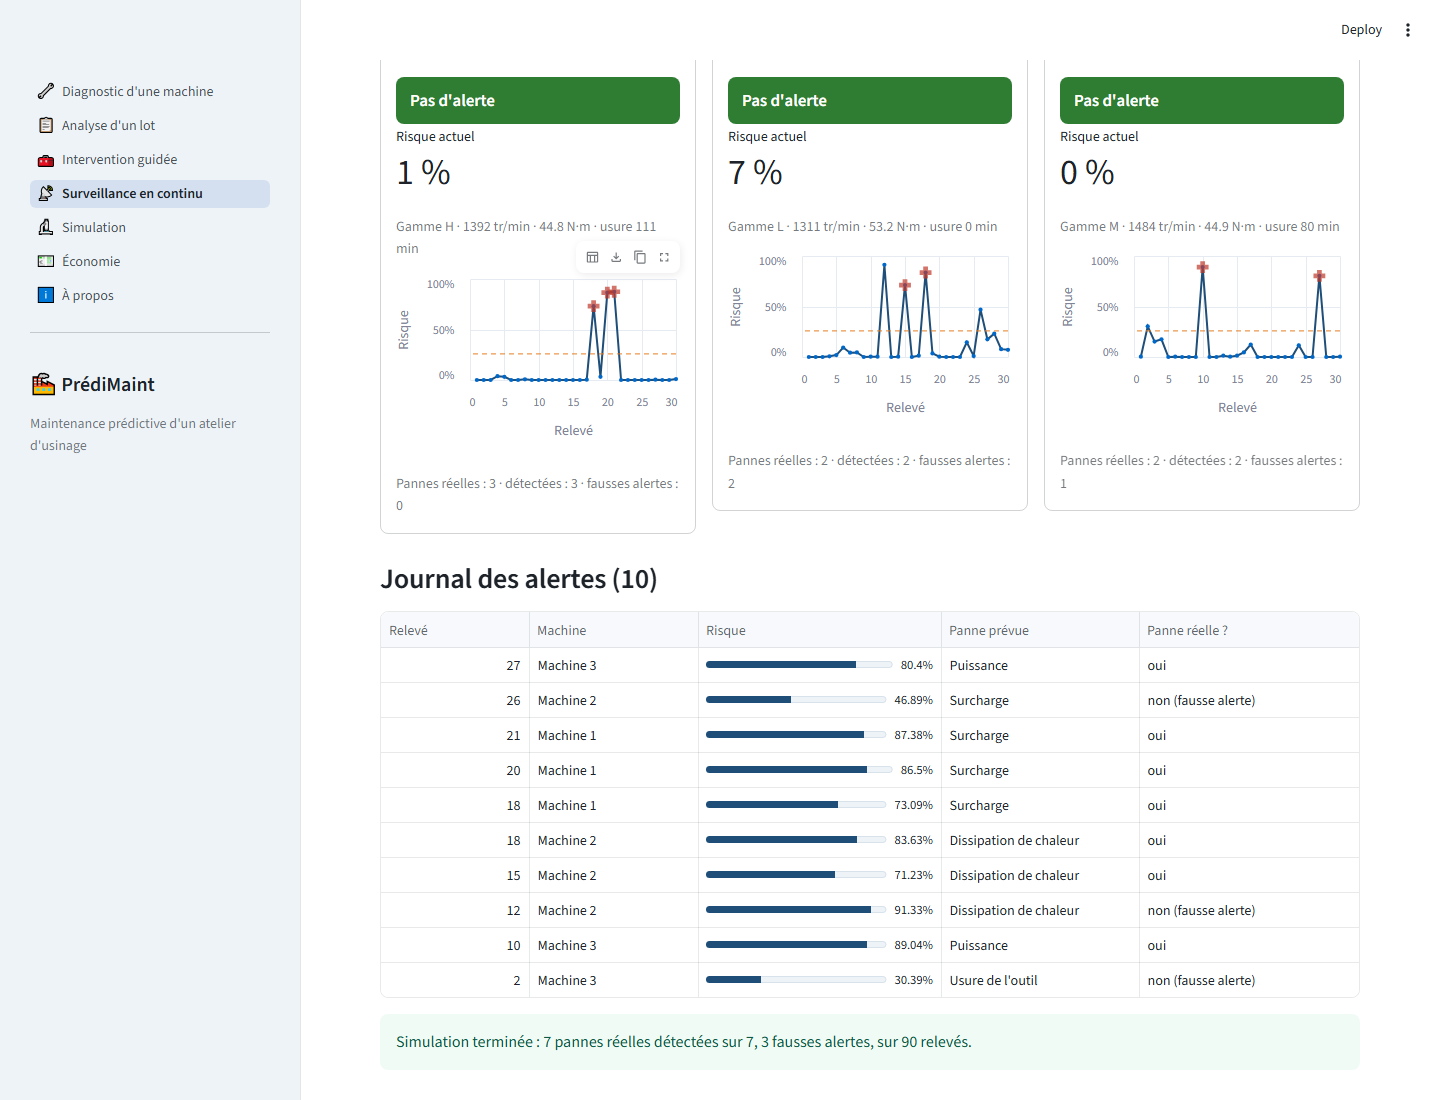 Deploy
Diagnostic d'une machine
Analyse d'un lot
Intervention guidée
Surveillance en continu
Simulation
Économie
À propos
PrédiMaint
Maintenance prédictive d'un atelier
d'usinage
Pas d'alerte
Risque actuel
1 %
Gamme H · 1392 tr/min · 44.8 N·m · usure 111
min
100%
50%
0%
Risque
0 5 10 15 20 25 30
Relevé
Pannes réelles : 3 · détectées : 3 · fausses alertes :
0
Pas d'alerte
Risque actuel
7 %
Gamme L · 1311 tr/min · 53.2 N·m · usure 0 min
100%
50%
0%
Risque
0 5 10 15 20 25 30
Relevé
Pannes réelles : 2 · détectées : 2 · fausses alertes :
2
Pas d'alerte
Risque actuel
0 %
Gamme M · 1484 tr/min · 44.9 N·m · usure 80 min
100%
50%
0%
Risque
0 5 10 15 20 25 30
Relevé
Pannes réelles : 2 · détectées : 2 · fausses alertes :
1
Journal des alertes (10)
Relevé Machine Risque Panne prévue Panne réelle ?
27 Machine 3 80.4% Puissance oui
26 Machine 2 46.89% Surcharge non (fausse alerte)
21 Machine 1 87.38% Surcharge oui
20 Machine 1 86.5% Surcharge oui
18 Machine 1 73.09% Surcharge oui
18 Machine 2 83.63% Dissipation de chaleur oui
15 Machine 2 71.23% Dissipation de chaleur oui
12 Machine 2 91.33% Dissipation de chaleur non (fausse alerte)
10 Machine 3 89.04% Puissance oui
2 Machine 3 30.39% Usure de l'outil non (fausse alerte)
Simulation terminée : 7 pannes réelles détectées sur 7, 3 fausses alertes, sur 90 relevés.